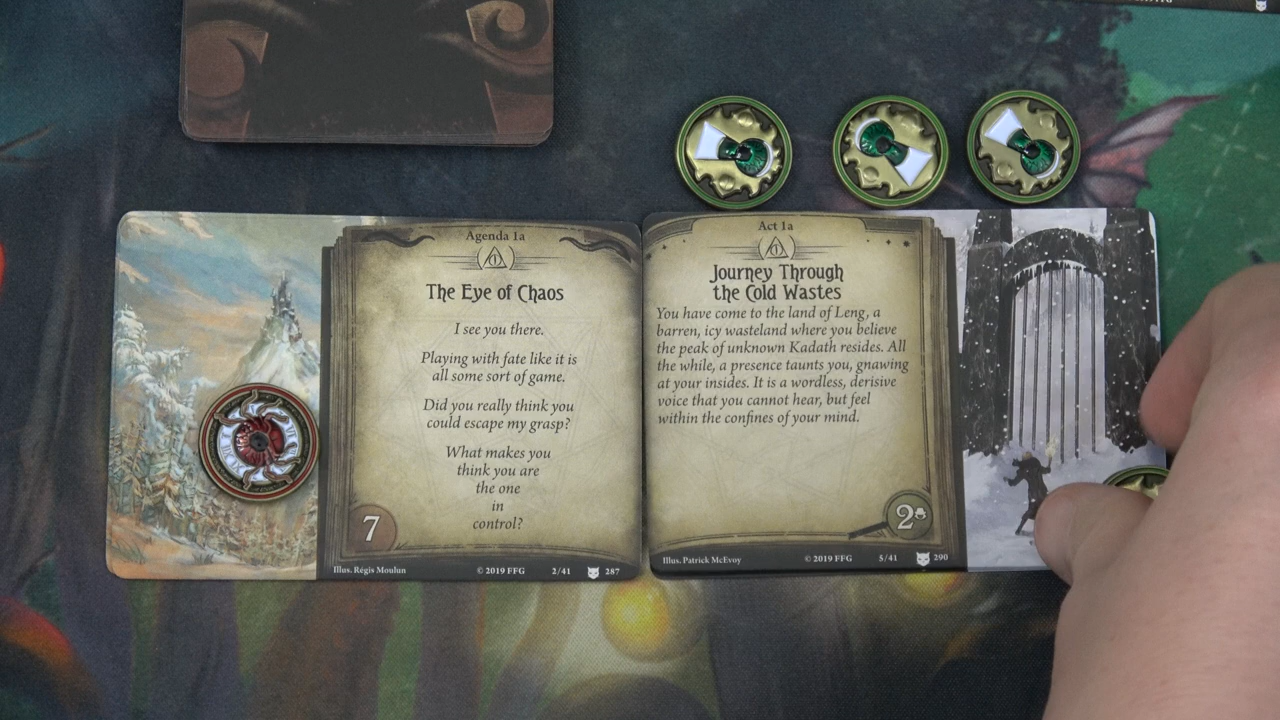 Agenda 1a
The Eye of Chaos
I see you there.
Playing with fate like it is
all some sort of game.
Did you really think you
could escape my grasp?
What makes you
think you are
the one
in
control?
7
Illus. Régis Moulun © 2019 FFG 2/41 287
Act 1a
Journey Through
the Cold Wastes
You have come to the land of Leng, a
barren, icy wasteland where you believe
the peak of unknown Kadath resides. All
the while, a presence taunts you, gnawing
at your insides. It is a wordless, derisive
voice that you cannot hear, but feel
within the confines of your mind.
2
Illus. Patrick McEvoy © 2019 FFG 5/41 290